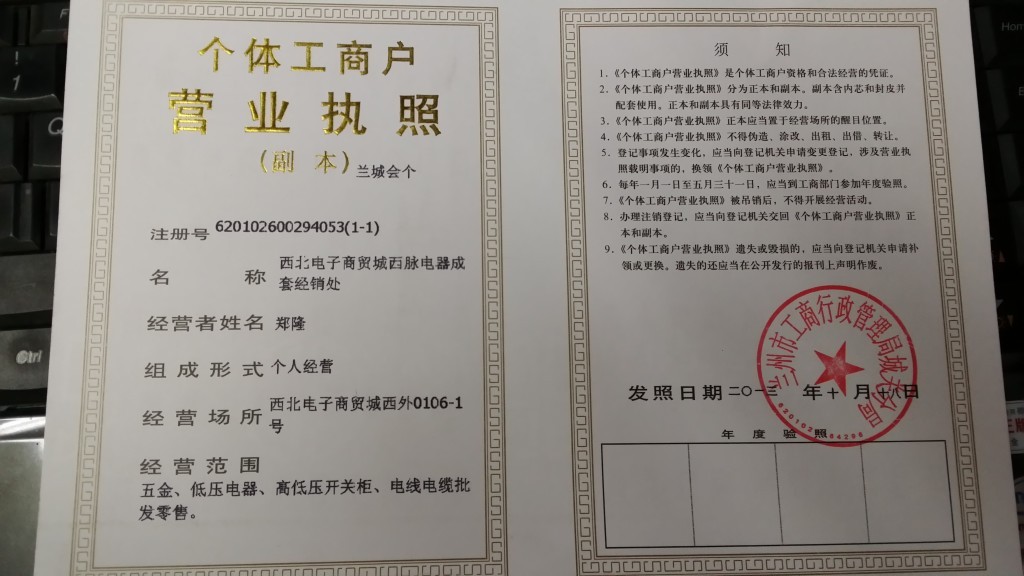 个体工商户
营业执照
(副本)兰城会个
注册号 620102600294053(1-1)
名称 西北电子商贸城西脉电器成
套经销处
经营者姓名 郑隆
组成形式 个人经营
经营场所 西北电子商贸城西外0106-1
号
经营范围
五金、低压电器、高低压开关柜、电线电缆批
发零售。
须知
1.《个体工商户营业执照》是个体工商户资格和合法经营的凭证。
2.《个体工商户营业执照》分为正本和副本。副本含内芯和封皮并
配套使用。正本和副本具有同等法律效力。
3.《个体工商户营业执照》正本应当置于经营场所的醒目位置。
4.《个体工商户营业执照》不得伪造、涂改、出租、出借、转让。
5. 登记事项发生变化，应当向登记机关申请变更登记，涉及营业执
照载明事项的，换领《个体工商户营业执照》。
6. 每年一月一日至五月三十一日，应当到工商部门参加年度验照。
7.《个体工商户营业执照》被吊销后，不得开展经营活动。
8. 办理注销登记，应当向登记机关交回《个体工商户营业执照》正
本和副本。
9.《个体工商户营业执照》遗失或毁损的，应当向登记机关申请补
领或更换。遗失的还应当在公开发行的报刊上声明作废。
兰州市工商行政管理局城关分局
发照日期 二〇一三年十月十八日
年度验照
Ctrl